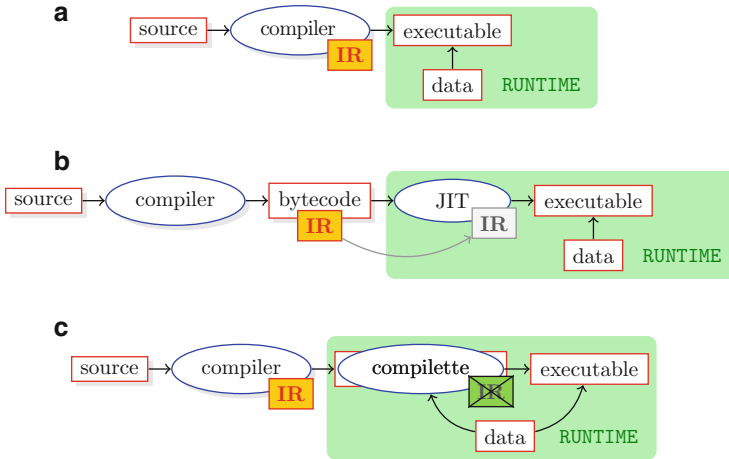 a
source
compiler
IR
executable
data
RUNTIME
b
source
compiler
bytecode
IR
JIT
IR
executable
data
RUNTIME
c
source
compiler
IR
compilette
IR
executable
data
RUNTIME